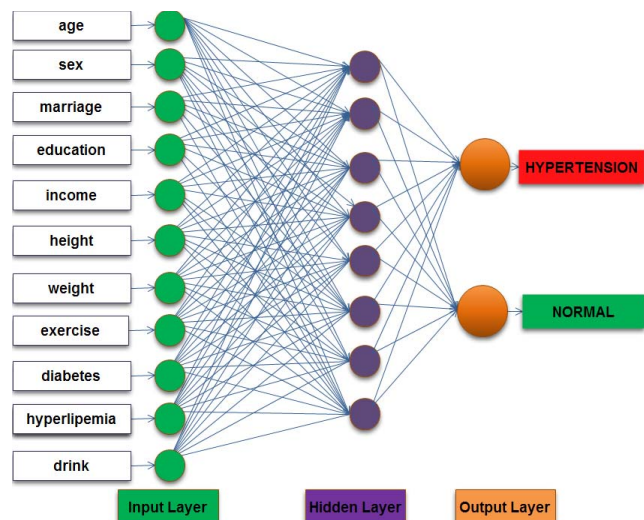 age
sex
marriage
education
income
height
weight
exercise
diabetes
hyperlipemia
drink
HYPERTENSION
NORMAL
Input Layer
Hidden Layer
Output Layer